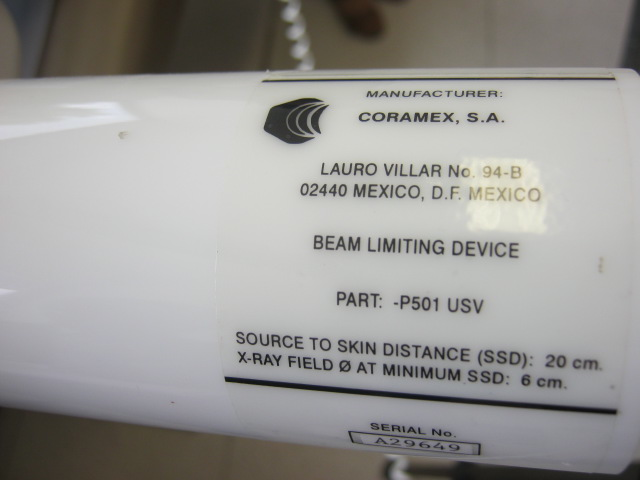 MANUFACTURER:
CORAMEX, S.A.
LAURO VILLAR No. 94-B
02440 MEXICO, D.F. MEXICO
BEAM LIMITING DEVICE
PART: -P501 USV
SOURCE TO SKIN DISTANCE (SSD): 20 cm.
X-RAY FIELD Ø AT MINIMUM SSD: 6 cm.
SERIAL No.
A29649